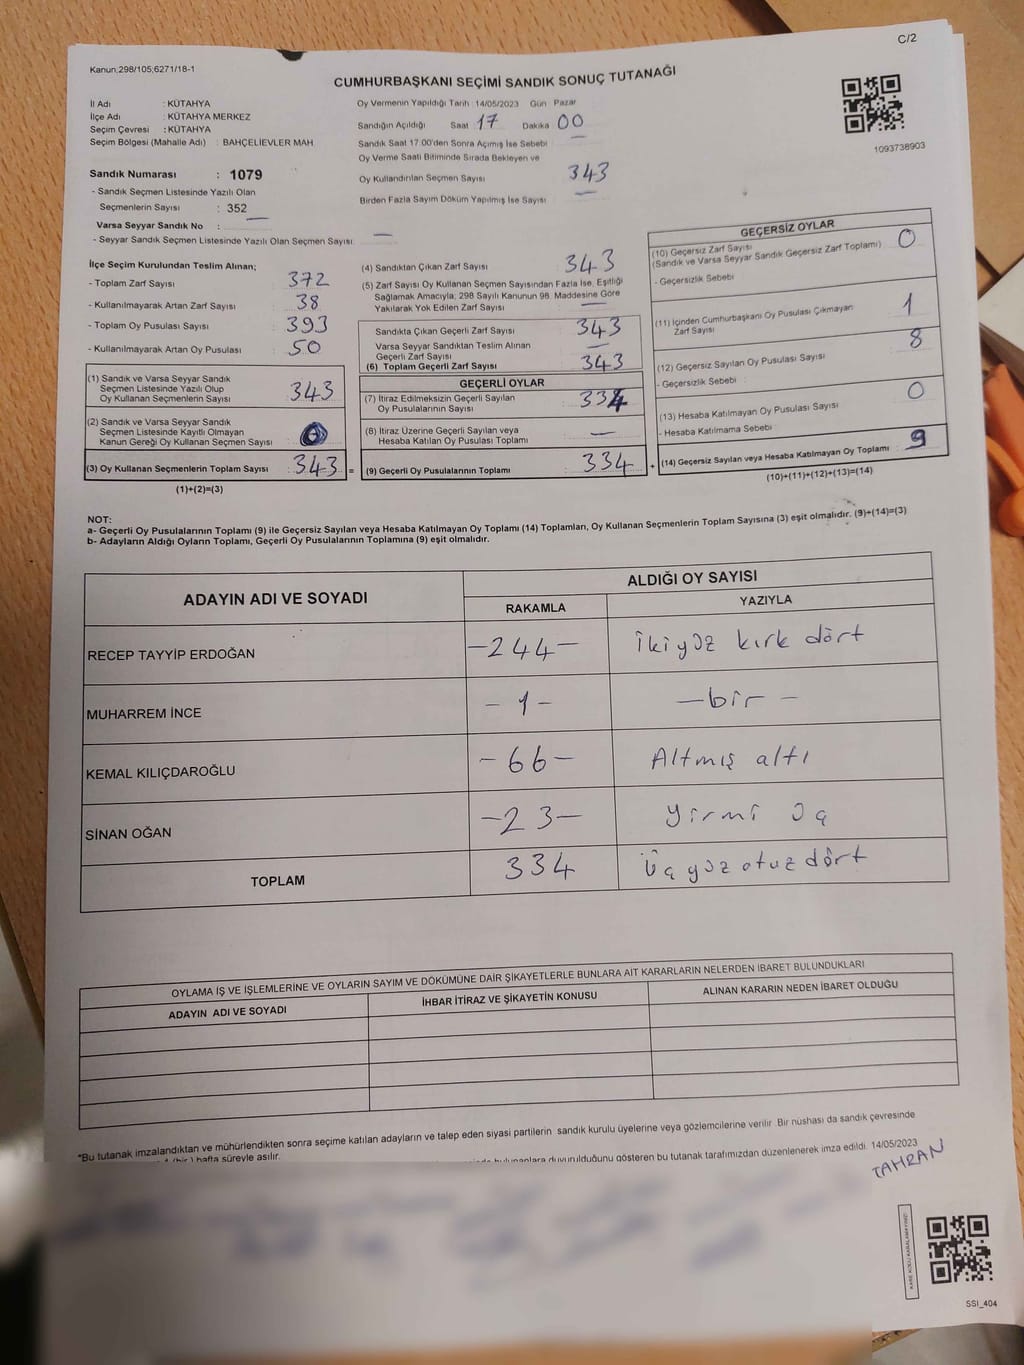 C/2
Kanun;298/105;6271/18-1
CUMHURBAŞKANI SEÇİMİ SANDIK SONUÇ TUTANAĞI
İl Adı : KÜTAHYA
İlçe Adı : KÜTAHYA MERKEZ
Seçim Çevresi : KÜTAHYA
Seçim Bölgesi (Mahalle Adı) : BAHÇELİEVLER MAH.
Sandık Numarası : 1079
- Sandık Seçmen Listesinde Yazılı Olan
Seçmenlerin Sayısı : 352
Varsa Seyyar Sandık No : —
- Seyyar Sandık Seçmen Listesinde Yazılı Olan Seçmen Sayısı: —
Oy Vermenin Yapıldığı Tarih : 14/05/2023 Gün Pazar
Sandığın Açıldığı Saat 17 Dakika 00
Sandık Saat 17.00'den Sonra Açımış İse Sebebi
Oy Verme Saati Bitiminde Sırada Bekleyen ve
Oy Kullandırılan Seçmen Sayısı 343
Birden Fazla Sayım Döküm Yapılmış İse Sayısı —
1093738903
İlçe Seçim Kurulundan Teslim Alınan;
- Toplam Zarf Sayısı : 372
- Kullanılmayarak Artan Zarf Sayısı : 38
- Toplam Oy Pusulası Sayısı : 393
- Kullanılmayarak Artan Oy Pusulası : 50
(1) Sandık ve Varsa Seyyar Sandık
Seçmen Listesinde Yazılı Olup
Oy Kullanan Seçmenlerin Sayısı : 343
(2) Sandık ve Varsa Seyyar Sandık
Seçmen Listesinde Kayıtlı Olmayan
Kanun Gereği Oy Kullanan Seçmen Sayısı : 0
(3) Oy Kullanan Seçmenlerin Toplam Sayısı : 343 =
(1)+(2)=(3)
(4) Sandıktan Çıkan Zarf Sayısı : 343
(5) Zarf Sayısı Oy Kullanan Seçmen Sayısından Fazla İse, Eşitliği
Sağlamak Amacıyla; 298 Sayılı Kanunun 98. Maddesine Göre
Yakılarak Yok Edilen Zarf Sayısı : —
Sandıkta Çıkan Geçerli Zarf Sayısı : 343
Varsa Seyyar Sandıktan Teslim Alınan
Geçerli Zarf Sayısı : —
(6) Toplam Geçerli Zarf Sayısı : 343
GEÇERLİ OYLAR
(7) İtiraz Edilmeksizin Geçerli Sayılan
Oy Pusulalarının Sayısı : 334
(8) İtiraz Üzerine Geçerli Sayılan veya
Hesaba Katılan Oy Pusulası Toplamı : —
(9) Geçerli Oy Pusulalarının Toplamı : 334 +
GEÇERSİZ OYLAR
(10) Geçersiz Zarf Sayısı
(Sandık ve Varsa Seyyar Sandık Geçersiz Zarf Toplamı) : 0
- Geçersizlik Sebebi
(11) İçinden Cumhurbaşkanı Oy Pusulası Çıkmayan
Zarf Sayısı 1
(12) Geçersiz Sayılan Oy Pusulası Sayısı : 8
- Geçersizlik Sebebi :
(13) Hesaba Katılmayan Oy Pusulası Sayısı : 0
- Hesaba Katılmama Sebebi :
(14) Geçersiz Sayılan veya Hesaba Katılmayan Oy Toplamı : 9
(10)+(11)+(12)+(13)=(14)
NOT:
a- Geçerli Oy Pusulalarının Toplamı (9) ile Geçersiz Sayılan veya Hesaba Katılmayan Oy Toplamı (14) Toplamları, Oy Kullanan Seçmenlerin Toplam Sayısına (3) eşit olmalıdır. (9)+(14)=(3)
b- Adayların Aldığı Oyların Toplamı, Geçerli Oy Pusulalarının Toplamına (9) eşit olmalıdır.
ADAYIN ADI VE SOYADI
ALDIĞI OY SAYISI
RAKAMLA YAZIYLA
RECEP TAYYİP ERDOĞAN -244- İkiyüz kırk dört
MUHARREM İNCE -1- -bir-
KEMAL KILIÇDAROĞLU -66- Altmış altı
SİNAN OĞAN -23- yirmi üç
TOPLAM 334 Üç yüz otuz dört
OYLAMA İŞ VE İŞLEMLERİNE VE OYLARIN SAYIM VE DÖKÜMÜNE DAİR ŞİKAYETLERLE BUNLARA AİT KARARLARIN NELERDEN İBARET BULUNDUKLARI
ADAYIN ADI VE SOYADI İHBAR İTİRAZ VE ŞİKAYETİN KONUSU ALINAN KARARIN NEDEN İBARET OLDUĞU
*Bu tutanak imzalandıktan ve mühürlendikten sonra seçime katılan adayların ve talep eden siyasi partilerin sandık kurulu üyelerine veya gözlemcilerine verilir. Bir nüshası da sandık çevresinde
1 (bir) hafta süreyle asılır. duyurulduğunu gösteren bu tutanak tarafımızdan düzenlenerek imza edildi. 14/05/2023
TAHRAN
SSI_404